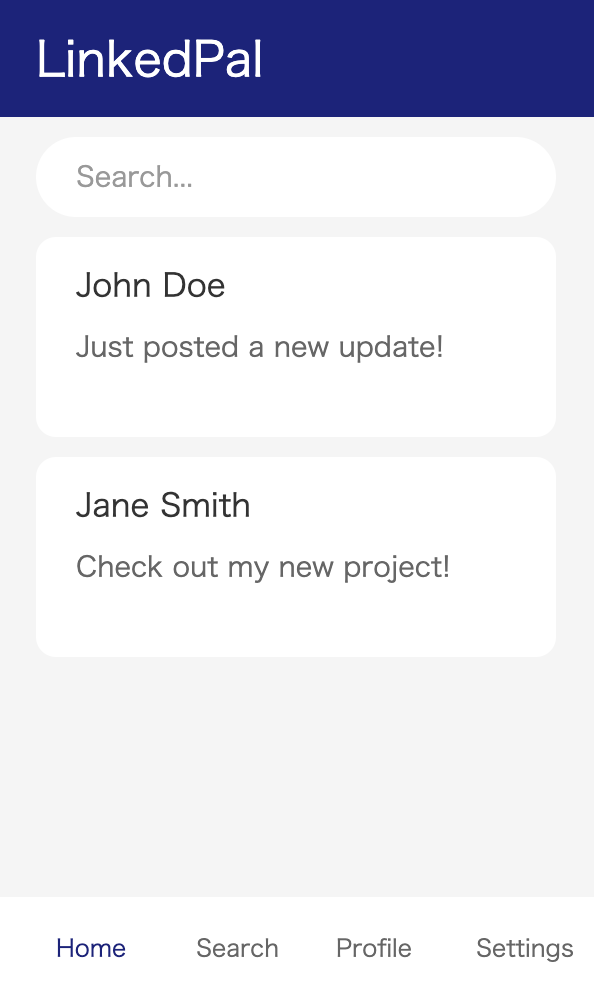 LinkedPal
Search...
John Doe
Just posted a new update!
Jane Smith
Check out my new project!
Home Search Profile Settings